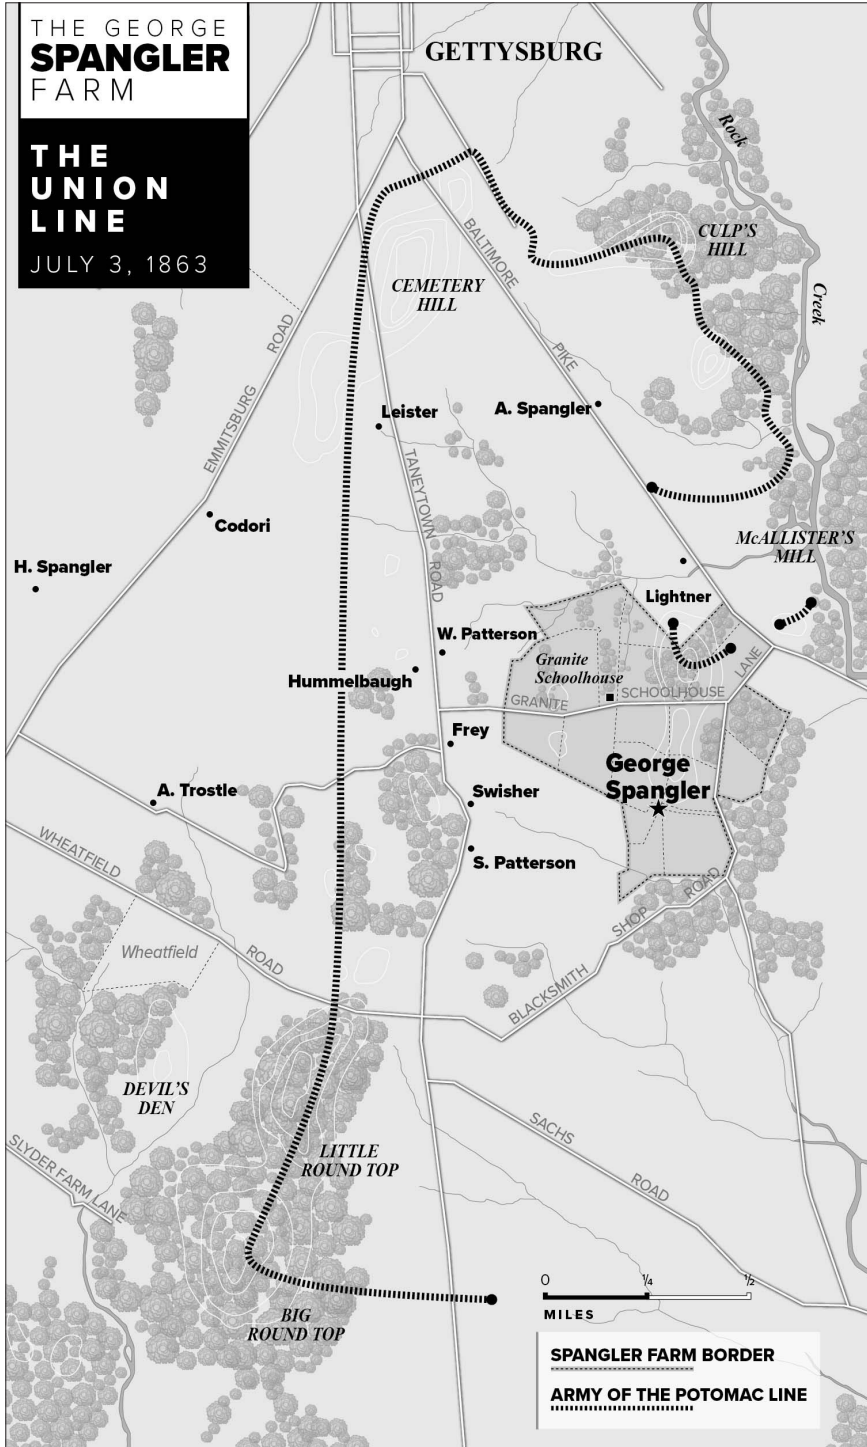 THE GEORGE
SPANGLER
FARM
THE
UNION
LINE
JULY 3, 1863
GETTYSBURG
Rock
Creek
CULP'S
HILL
CEMETERY
HILL
BALTIMORE
PIKE
EMMITSBURG
ROAD
Leister
A. Spangler
TANEYTOWN
ROAD
Codori
H. Spangler
McALLISTER'S
MILL
Lightner
W. Patterson
Hummelbaugh
Granite
Schoolhouse
GRANITE
SCHOOLHOUSE
LANE
Frey
George
Spangler
A. Trostle
Swisher
S. Patterson
WHEATFIELD
ROAD
Wheatfield
BLACKSMITH
SHOP
ROAD
DEVIL'S
DEN
SLYDER FARM LANE
LITTLE
ROUND TOP
SACHS
ROAD
BIG
ROUND TOP
0 1/4 1/2
MILES
SPANGLER FARM BORDER
ARMY OF THE POTOMAC LINE